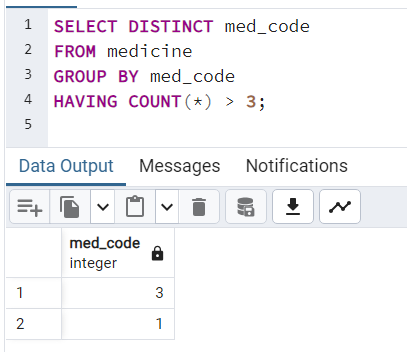 1 SELECT DISTINCT med_code
2 FROM medicine
3 GROUP BY med_code
4 HAVING COUNT(*) > 3;
5
Data Output Messages Notifications
med_code
integer
1 3
2 1